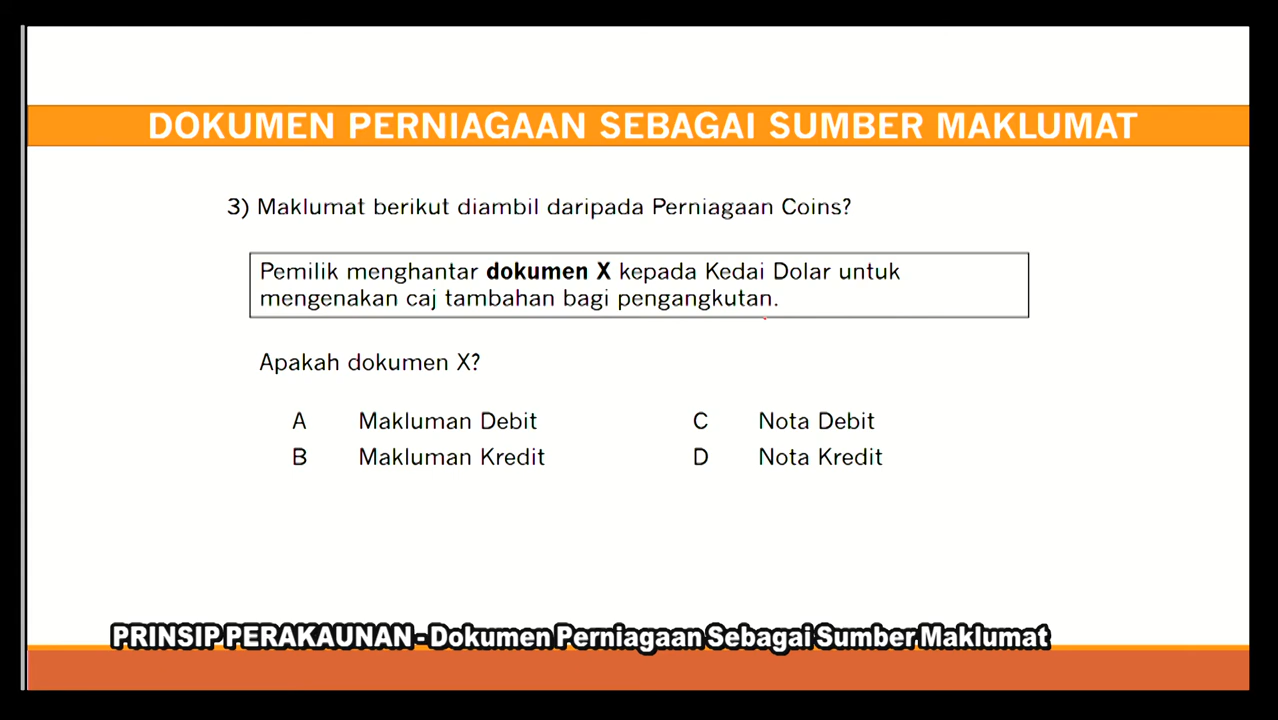 DOKUMEN PERNIAGAAN SEBAGAI SUMBER MAKLUMAT
3) Maklumat berikut diambil daripada Perniagaan Coins?
Pemilik menghantar dokumen X kepada Kedai Dolar untuk
mengenakan caj tambahan bagi pengangkutan.
Apakah dokumen X?
A Makluman Debit
B Makluman Kredit
C Nota Debit
D Nota Kredit
PRINSIP PERAKAUNAN - Dokumen Perniagaan Sebagai Sumber Maklumat